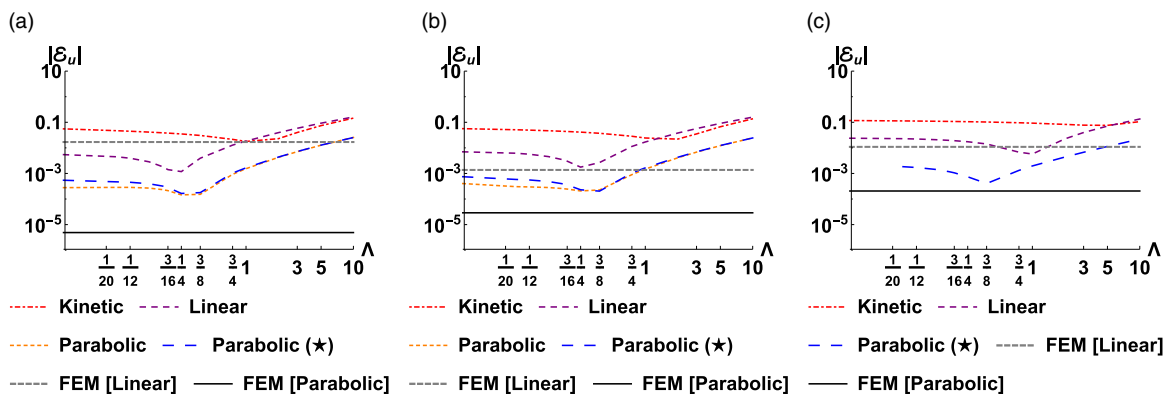 (a)
|ℰu|
10
0.1
10^-3
10^-5
1/20 1/12 3/16 1/4 3/8 3/4 1 3 5 10 Λ
Kinetic Linear
Parabolic Parabolic (★)
FEM [Linear]
(b)
|ℰu|
10
0.1
10^-3
10^-5
1/20 1/12 3/16 1/4 3/8 3/4 1 3 5 10 Λ
Kinetic Linear
Parabolic Parabolic (★)
FEM [Parabolic] FEM [Linear] FEM [Parabolic]
(c)
|ℰu|
10
0.1
10^-3
10^-5
1/20 1/12 3/16 1/4 3/8 3/4 1 3 5 10 Λ
Kinetic Linear
Parabolic (★) FEM [Linear]
FEM [Parabolic]